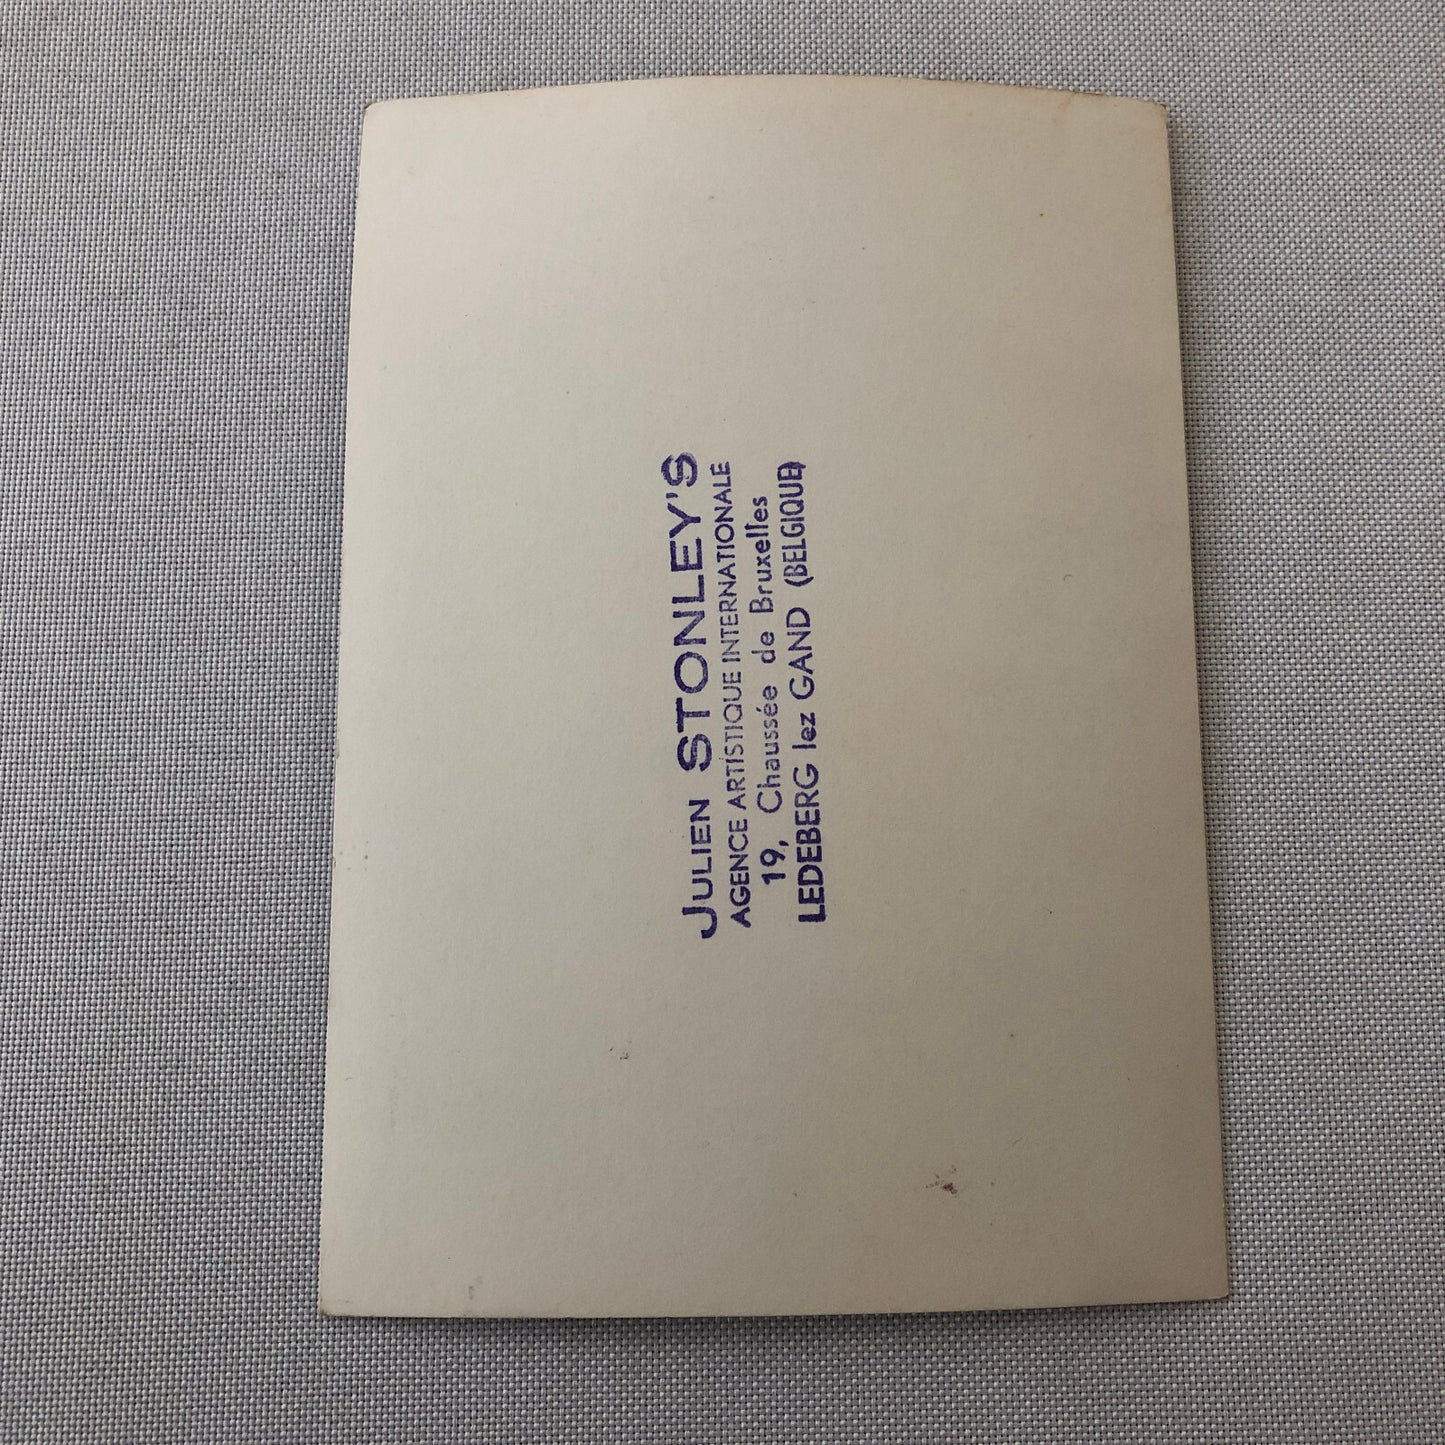 JULIEN STONLEY'S
AGENCE ARTISTIQUE INTERNATIONALE
19, Chaussée de Bruxelles
LEDEBERG lez GAND (BELGIQUE)